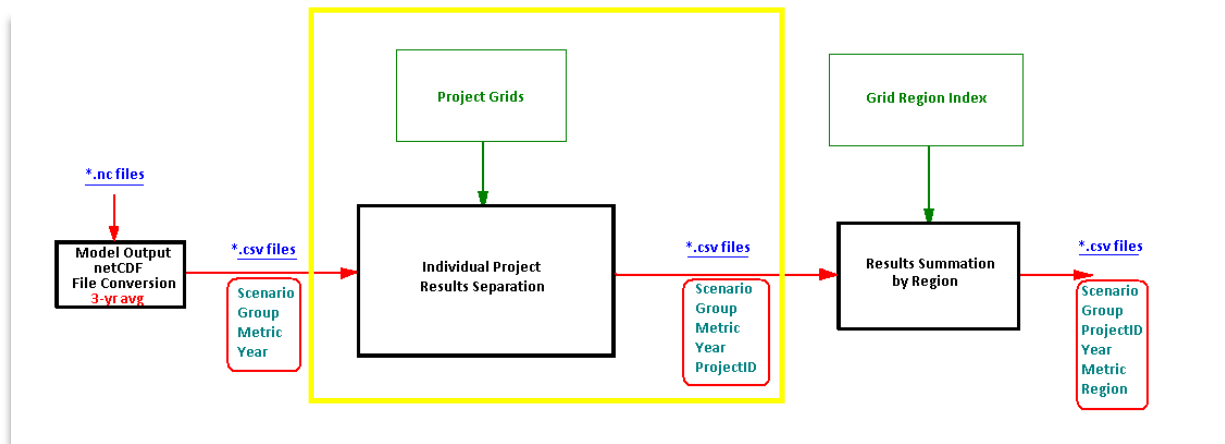 Project Grids
Grid Region Index
*.nc files
Model Output
netCDF
File Conversion
3-yr avg
*.csv files
Scenario
Group
Metric
Year
Individual Project
Results Separation
*.csv files
Scenario
Group
Metric
Year
ProjectID
Results Summation
by Region
*.csv files
Scenario
Group
ProjectID
Year
Metric
Region